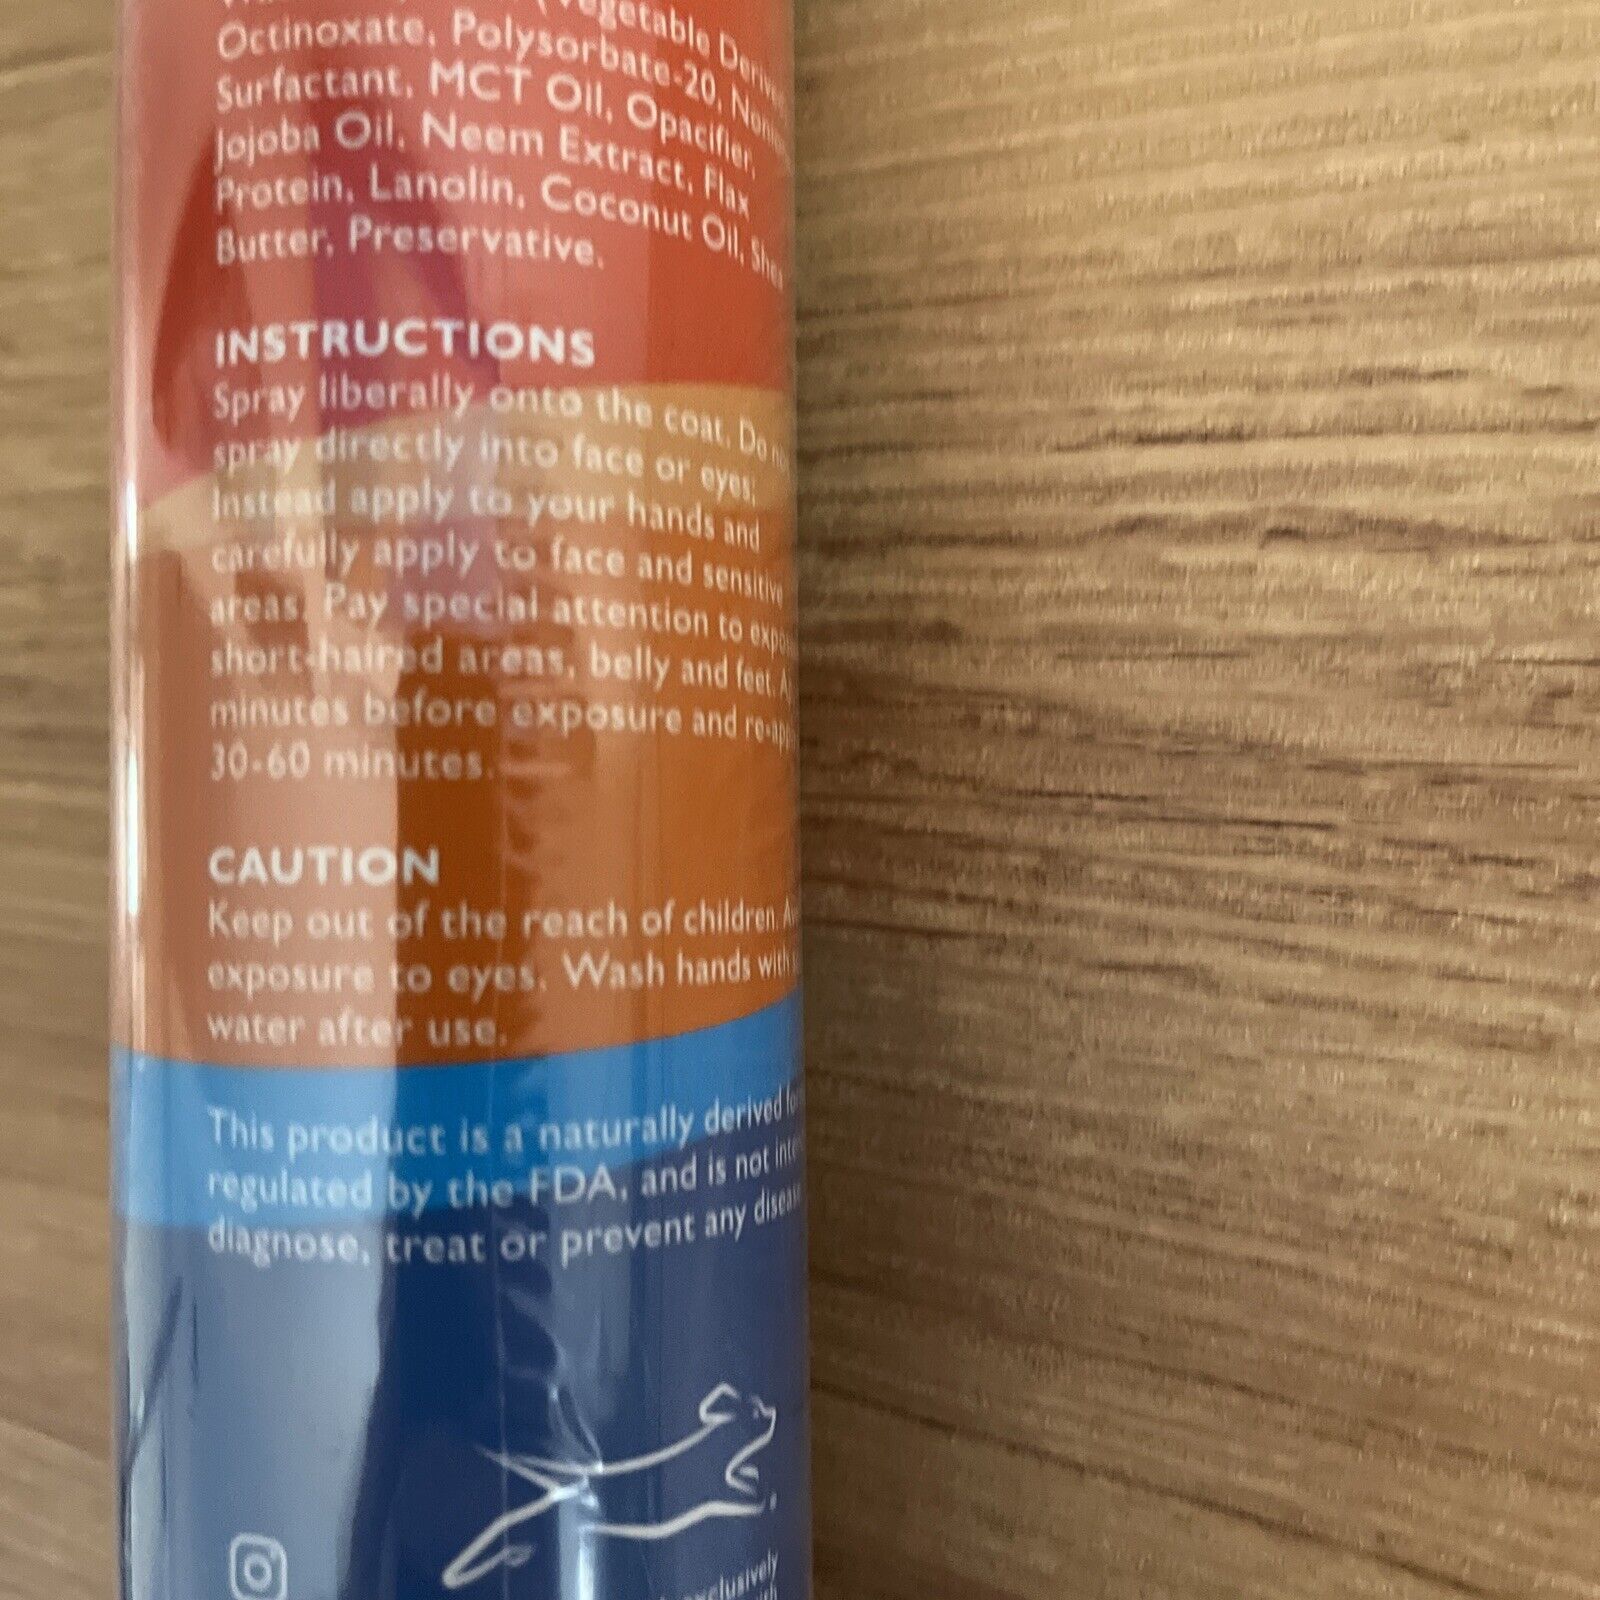 Octinoxate, Polysorbate-20,
Surfactant, MCT Oil, Opacifier,
Jojoba Oil, Neem Extract, Flax
Protein, Lanolin, Coconut Oil, Shea
Butter, Preservative.
INSTRUCTIONS
Spray liberally onto the coat. Do
spray directly into face or eyes;
Instead apply to your hands and
carefully apply to face and sensitive
areas. Pay special attention to
short-haired areas, belly and feet.
minutes before exposure and
30-60 minutes.
CAUTION
Keep out of the reach of children.
exposure to eyes. Wash hands with
water after use.
This product is a naturally derived
regulated by the FDA, and is not
diagnose, treat or prevent any
exclusively